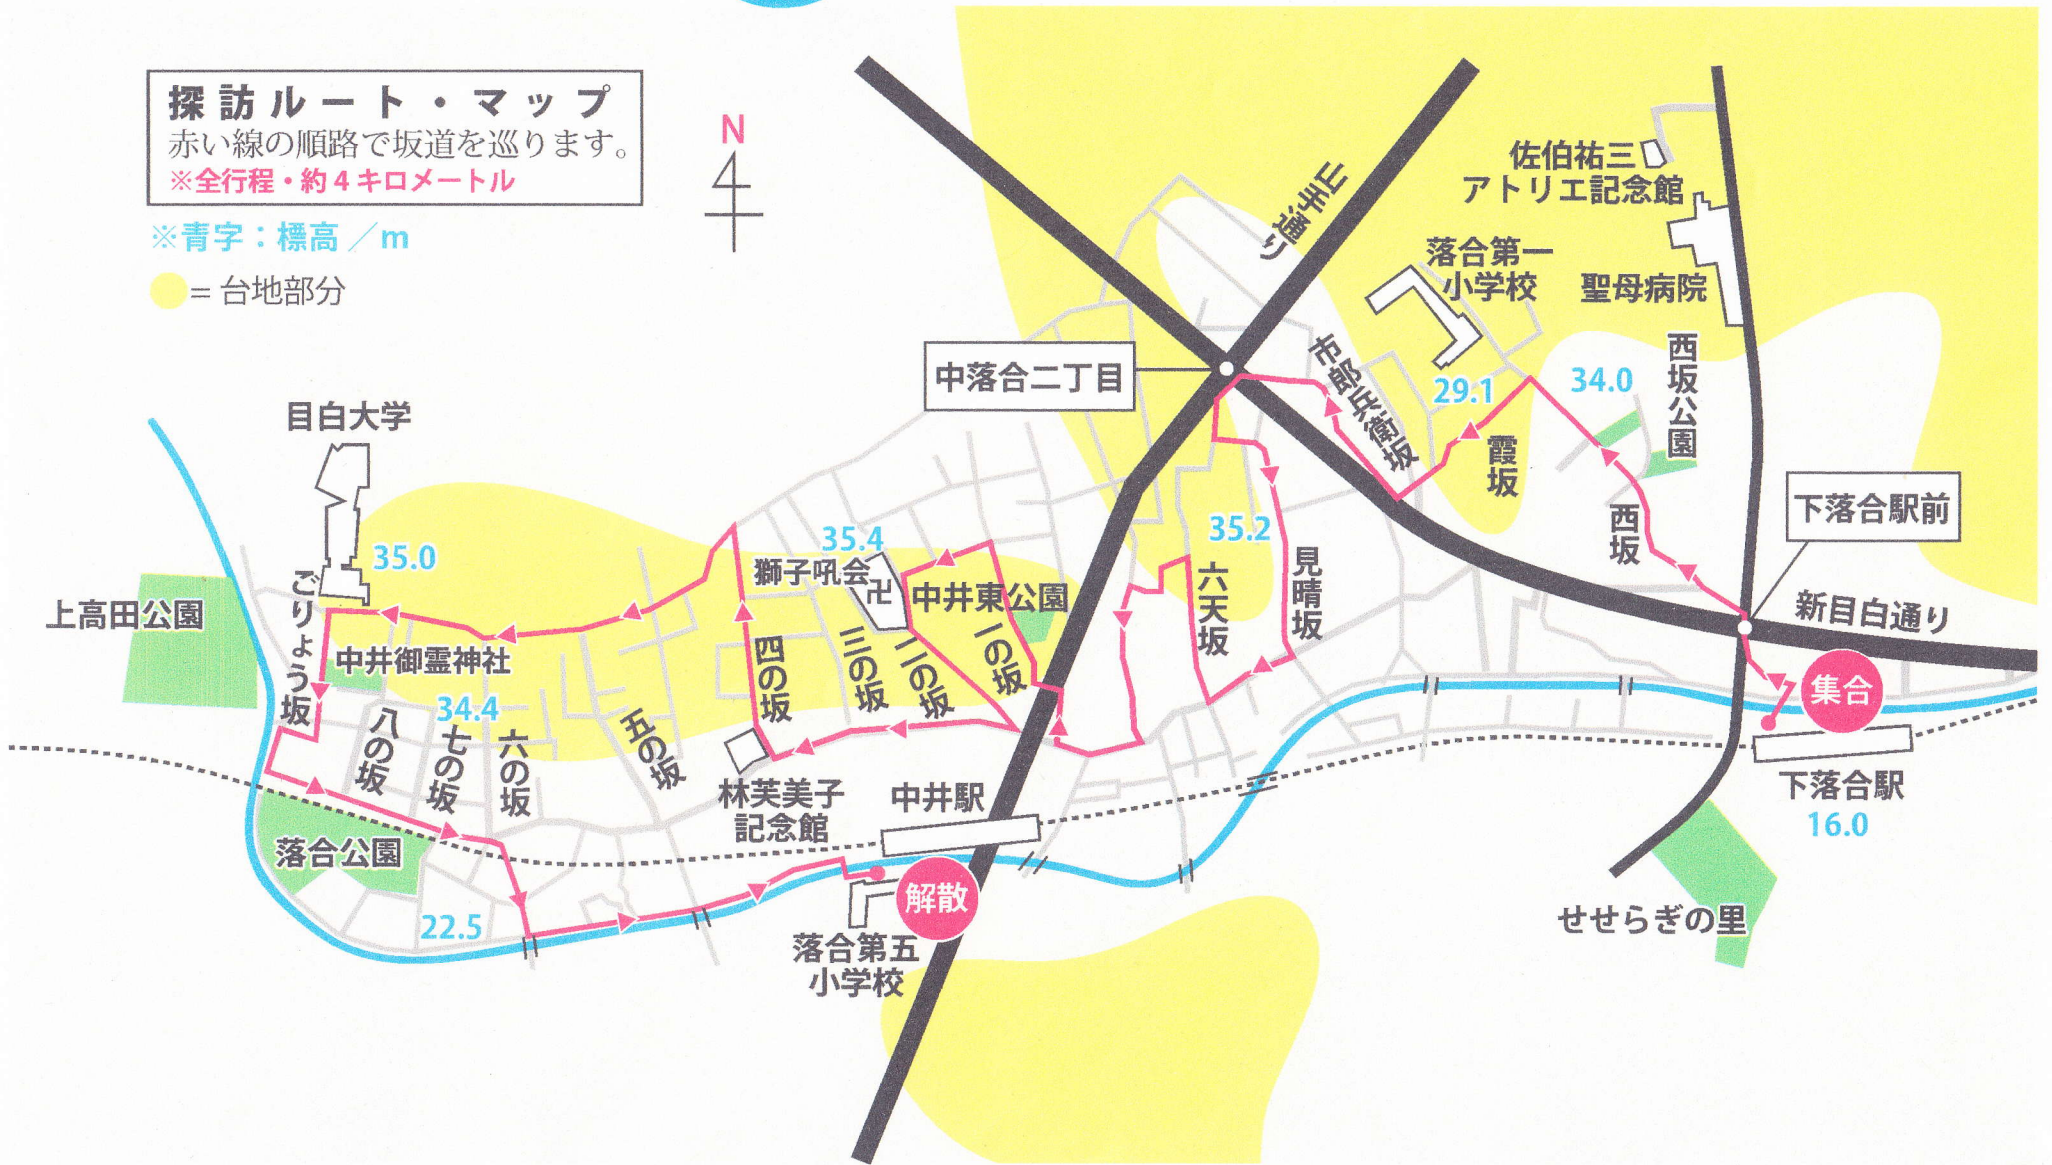 探訪ルート・マップ
赤い線の順路で坂道を巡ります。
※全行程・約4キロメートル
※青字：標高／m
＝台地部分
N
山手通り
佐伯祐三
アトリエ記念館
落合第一
小学校
聖母病院
西坂公園
中落合二丁目
市郎兵衛坂
29.1
34.0
霞坂
西坂
下落合駅前
新目白通り
集合
下落合駅
16.0
せせらぎの里
目白大学
35.0
上高田公園
ごりょう坂
中井御霊神社
34.4
八の坂
七の坂
六の坂
五の坂
四の坂
三の坂
二の坂
一の坂
獅子吼会
35.4
卍
中井東公園
35.2
六天坂
見晴坂
林芙美子
記念館
中井駅
落合公園
22.5
解散
落合第五
小学校